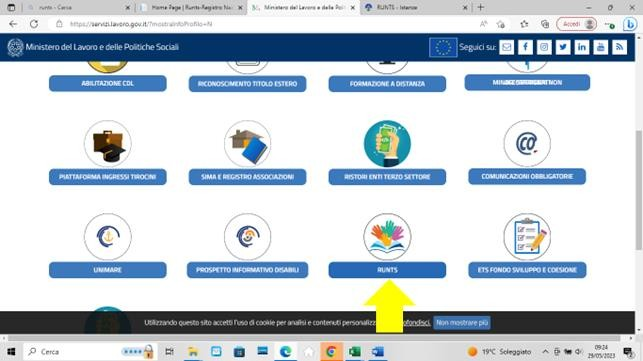 runts - Cerca
Home Page | Runts-Registro Na
Ministero del Lavoro e delle Poli
RUNTS - Istanze
https://servizi.lavoro.gov.it/?mostraInfoProfilo=N
Accedi
Ministero del Lavoro e delle Politiche Sociali
Seguici su:
ABILITAZIONE CDL
RICONOSCIMENTO TITOLO ESTERO
FORMAZIONE A DISTANZA
PIATTAFORMA INGRESSI TIROCINI
SIMA E REGISTRO ASSOCIAZIONI
RISTORI ENTI TERZO SETTORE
COMUNICAZIONI OBBLIGATORIE
UNIMARE
PROSPETTO INFORMATIVO DISABILI
RUNTS
ETS FONDO SVILUPPO E COESIONE
Utilizzando questo sito accetti l'uso di cookie per analisi e contenuti personalizz
ofondisci.
Non mostrare più
Cerca
19°C Soleggiato
09:24
29/05/2023